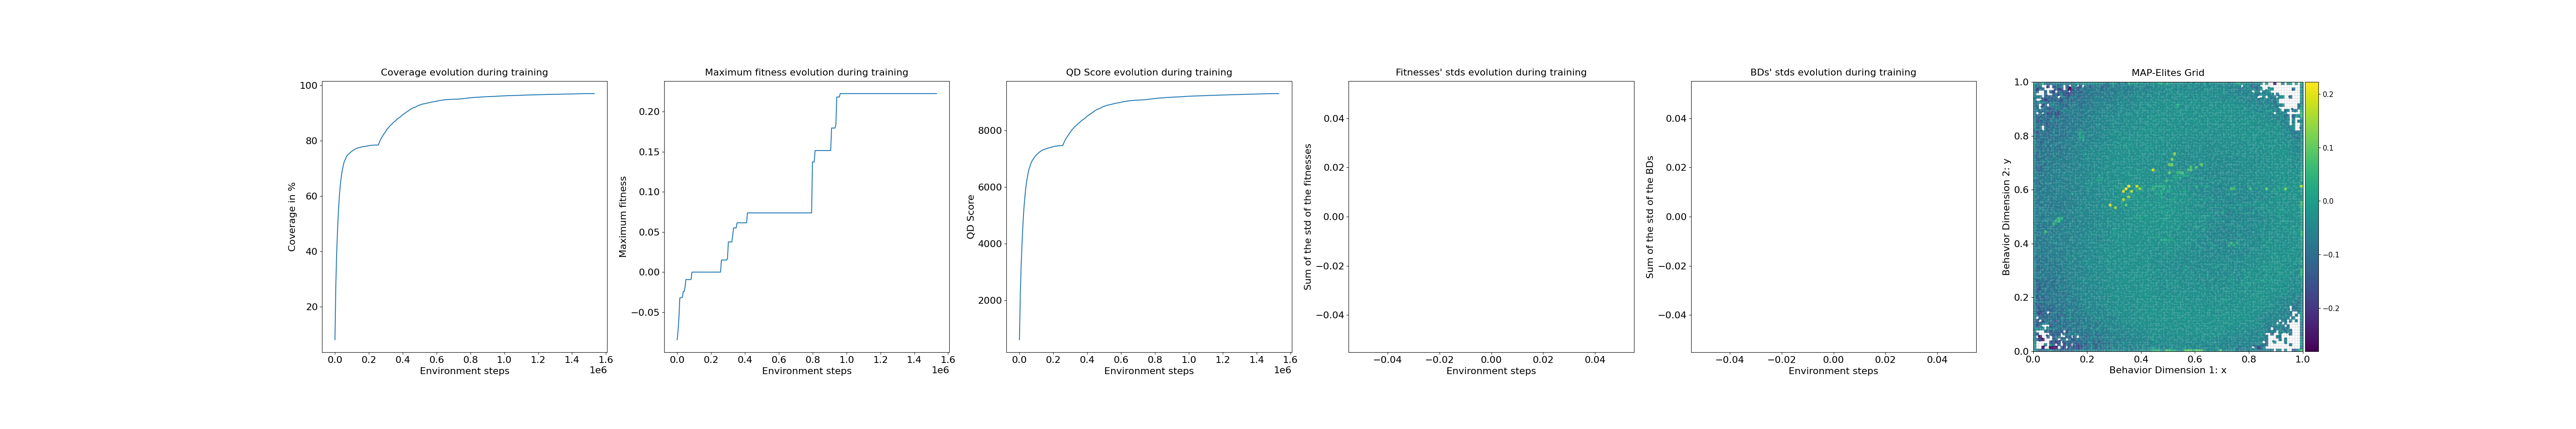 Coverage evolution during training
Coverage in %
100
80
60
40
20
0.0 0.2 0.4 0.6 0.8 1.0 1.2 1.4 1.6
1e6
Environment steps
Maximum fitness evolution during training
Maximum fitness
0.20
0.15
0.10
0.05
0.00
−0.05
0.0 0.2 0.4 0.6 0.8 1.0 1.2 1.4 1.6
1e6
Environment steps
QD Score evolution during training
QD Score
8000
6000
4000
2000
0.0 0.2 0.4 0.6 0.8 1.0 1.2 1.4 1.6
1e6
Environment steps
Fitnesses' stds evolution during training
Sum of the std of the fitnesses
0.04
0.02
0.00
−0.02
−0.04
−0.04 −0.02 0.00 0.02 0.04
Environment steps
BDs' stds evolution during training
Sum of the std of the BDs
0.04
0.02
0.00
−0.02
−0.04
−0.04 −0.02 0.00 0.02 0.04
Environment steps
MAP-Elites Grid
Behavior Dimension 2: y
1.0
0.8
0.6
0.4
0.2
0.0
0.0 0.2 0.4 0.6 0.8 1.0
Behavior Dimension 1: x
0.2
0.1
0.0
−0.1
−0.2